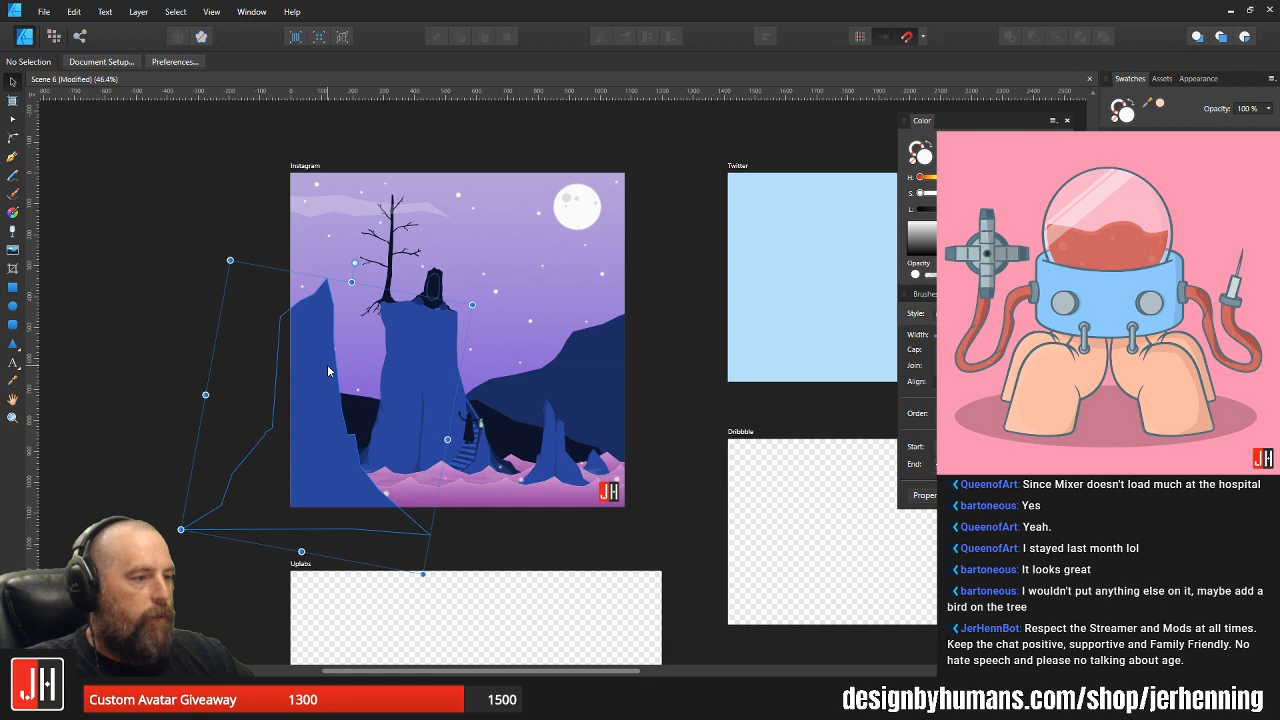 File Edit Text Layer Select View Window Help
No Selection Document Setup... Preferences...
Scene 6 [Modified] (46.4%)
Swatches Assets Appearance
Opacity: 100 %
Color
H:
S:
L:
Opacity
Brushes
Style:
Width:
Cap:
Join:
Align:
Order:
Start:
End:
Proper
Instagram
Twitter
Dribbble
Uplabs
JH
JH
QueenofArt: Since Mixer doesn't load much at the hospital
bartoneous: Yes
QueenofArt: Yeah.
QueenofArt: I stayed last month lol
bartoneous: It looks great
bartoneous: I wouldn't put anything else on it, maybe add a
bird on the tree
JerHennBot: Respect the Streamer and Mods at all times.
Keep the chat positive, supportive and Family Friendly. No
hate speech and please no talking about age.
JH
Custom Avatar Giveaway 1300 1500
designbyhumans.com/shop/jerhenning